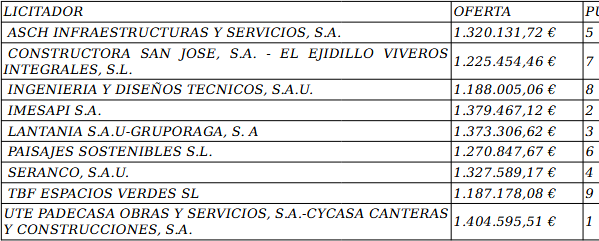 LICITADOR OFERTA PU
ASCH INFRAESTRUCTURAS Y SERVICIOS, S.A. 1.320.131,72 € 5
CONSTRUCTORA SAN JOSE, S.A. - EL EJIDILLO VIVEROS
INTEGRALES, S.L. 1.225.454,46 € 7
INGENIERIA Y DISEÑOS TECNICOS, S.A.U. 1.188.005,06 € 8
IMESAPI S.A. 1.379.467,12 € 2
LANTANIA S.A.U-GRUPORAGA, S. A 1.373.306,62 € 3
PAISAJES SOSTENIBLES S.L. 1.270.847,67 € 6
SERANCO, S.A.U. 1.327.589,17 € 4
TBF ESPACIOS VERDES SL 1.187.178,08 € 9
UTE PADECASA OBRAS Y SERVICIOS, S.A.-CYCASA CANTERAS
Y CONSTRUCCIONES, S.A. 1.404.595,51 € 1